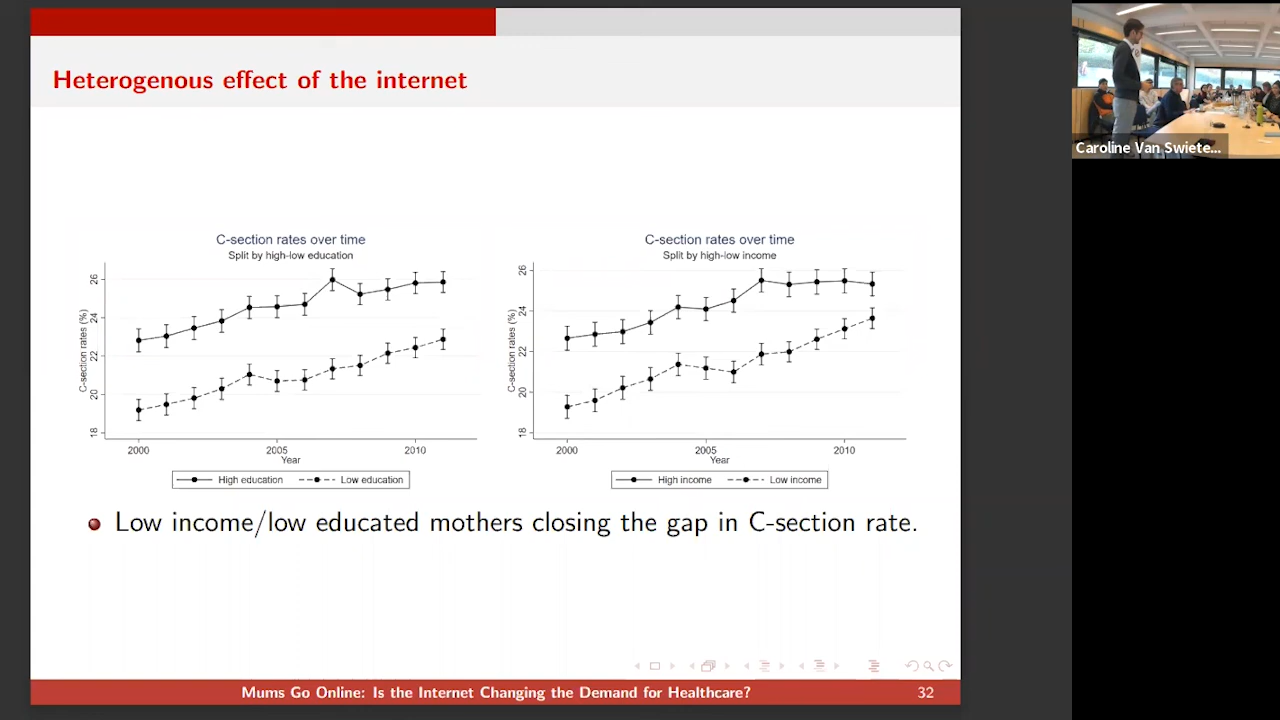 Heterogenous effect of the internet
C-section rates over time
Split by high-low education
C-section rates (%)
26
24
22
20
18
2000
2005
2010
Year
High education
Low education
C-section rates over time
Split by high-low income
C-section rates (%)
26
24
22
20
18
2000
2005
2010
Year
High income
Low income
Low income/low educated mothers closing the gap in C-section rate.
Mums Go Online: Is the Internet Changing the Demand for Healthcare?
32
Caroline Van Swiete...